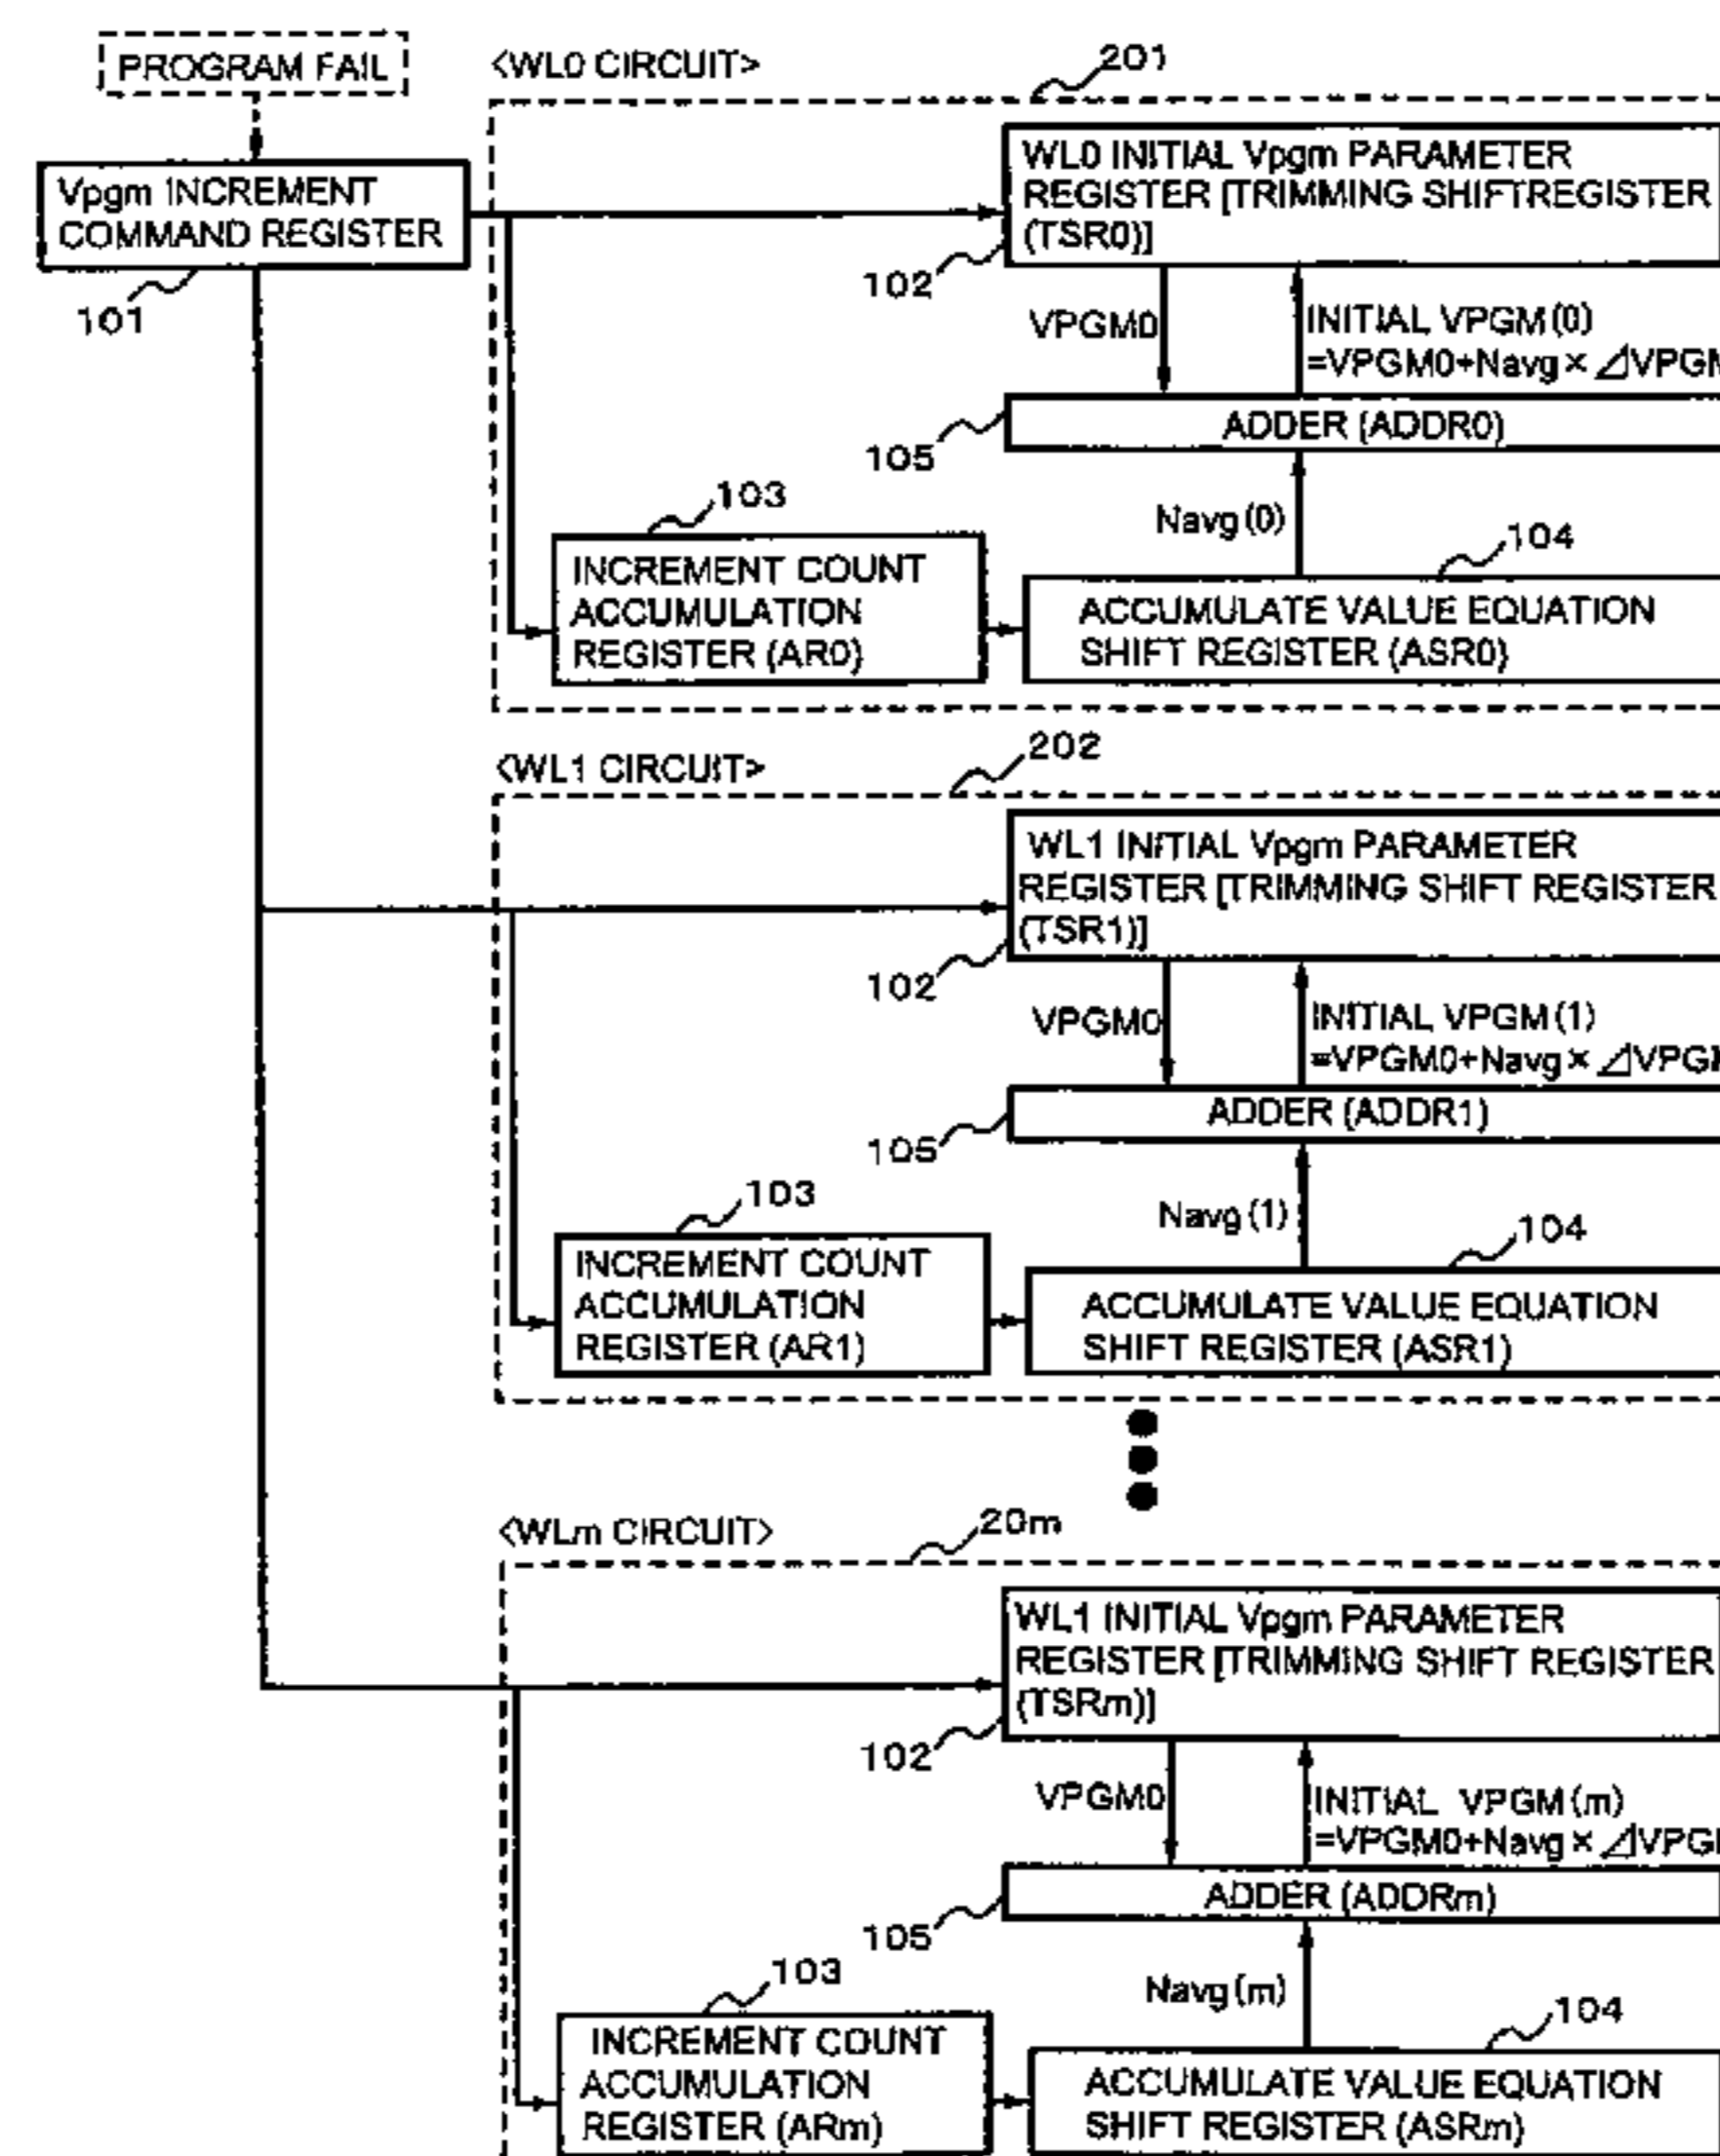 PROGRAM FAIL
Vpgm INCREMENT
COMMAND REGISTER
101
<WL0 CIRCUIT>
201
WL0 INITIAL Vpgm PARAMETER
REGISTER [TRIMMING SHIFTREGISTER
(TSR0)]
102
VPGM0
INITIAL VPGM(0)
=VPGM0+Navg×⊿VPGM
105
ADDER (ADDR0)
Navg(0)
103
INCREMENT COUNT
ACCUMULATION
REGISTER (AR0)
104
ACCUMULATE VALUE EQUATION
SHIFT REGISTER (ASR0)
<WL1 CIRCUIT>
202
WL1 INITIAL Vpgm PARAMETER
REGISTER [TRIMMING SHIFT REGISTER
(TSR1)]
102
VPGM0
INITIAL VPGM(1)
=VPGM0+Navg×⊿VPG
105
ADDER (ADDR1)
Navg(1)
103
INCREMENT COUNT
ACCUMULATION
REGISTER (AR1)
104
ACCUMULATE VALUE EQUATION
SHIFT REGISTER (ASR1)
<WLm CIRCUIT>
20m
WL1 INITIAL Vpgm PARAMETER
REGISTER [TRIMMING SHIFT REGISTER
(TSRm)]
102
VPGM0
INITIAL VPGM(m)
=VPGM0+Navg×⊿VPG
105
ADDER (ADDRm)
Navg(m)
103
INCREMENT COUNT
ACCUMULATION
REGISTER (ARm)
104
ACCUMULATE VALUE EQUATION
SHIFT REGISTER (ASRm)